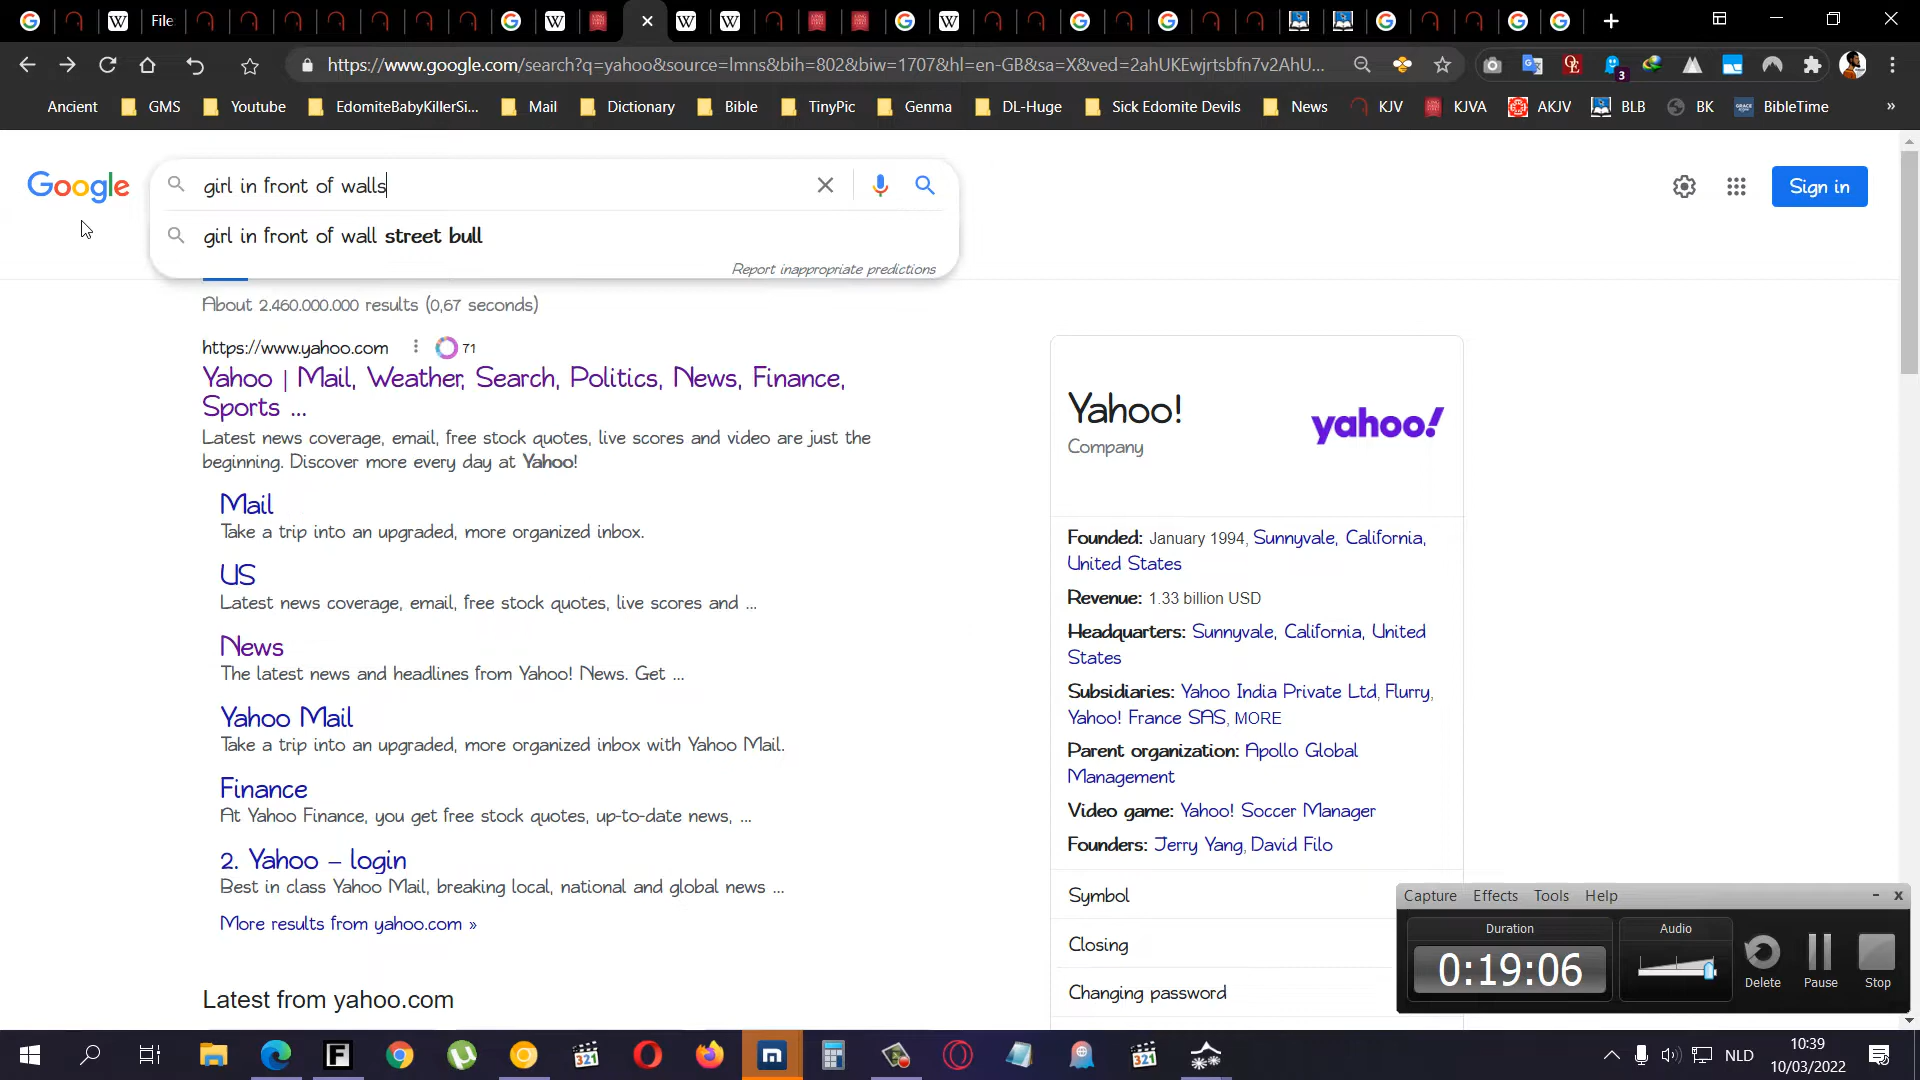 File
https://www.google.com/search?q=yahoo&source=lmns&bih=802&biw=1707&hl=en-GB&sa=X&ved=2ahUKEwjrtsbfn7v2AhU...
3
Ancient
GMS
Youtube
EdomiteBabyKillerSi...
Mail
Dictionary
Bible
TinyPic
Genma
DL-Huge
Sick Edomite Devils
News
KJV
KJVA
AKJV
BLB
BK
BibleTime
»
Google
girl in front of walls
Sign in
girl in front of wall street bull
Report inappropriate predictions
About 2.460.000.000 results (0,67 seconds)
https://www.yahoo.com
71
Yahoo | Mail, Weather, Search, Politics, News, Finance,
Sports ...
Latest news coverage, email, free stock quotes, live scores and video are just the
beginning. Discover more every day at Yahoo!
Mail
Take a trip into an upgraded, more organized inbox.
US
Latest news coverage, email, free stock quotes, live scores and ...
News
The latest news and headlines from Yahoo! News. Get ...
Yahoo Mail
Take a trip into an upgraded, more organized inbox with Yahoo Mail.
Finance
At Yahoo Finance, you get free stock quotes, up-to-date news, ...
2. Yahoo – login
Best in class Yahoo Mail, breaking local, national and global news ...
More results from yahoo.com »
Latest from yahoo.com
Yahoo!
Company
yahoo!
Founded: January 1994, Sunnyvale, California,
United States
Revenue: 1.33 billion USD
Headquarters: Sunnyvale, California, United
States
Subsidiaries: Yahoo India Private Ltd, Flurry,
Yahoo! France SAS, MORE
Parent organization: Apollo Global
Management
Video game: Yahoo! Soccer Manager
Founders: Jerry Yang, David Filo
Symbol
Closing
Changing password
Capture Effects Tools Help
Duration
Audio
0:19:06
Delete
Pause
Stop
321
321
NLD
10:39
10/03/2022